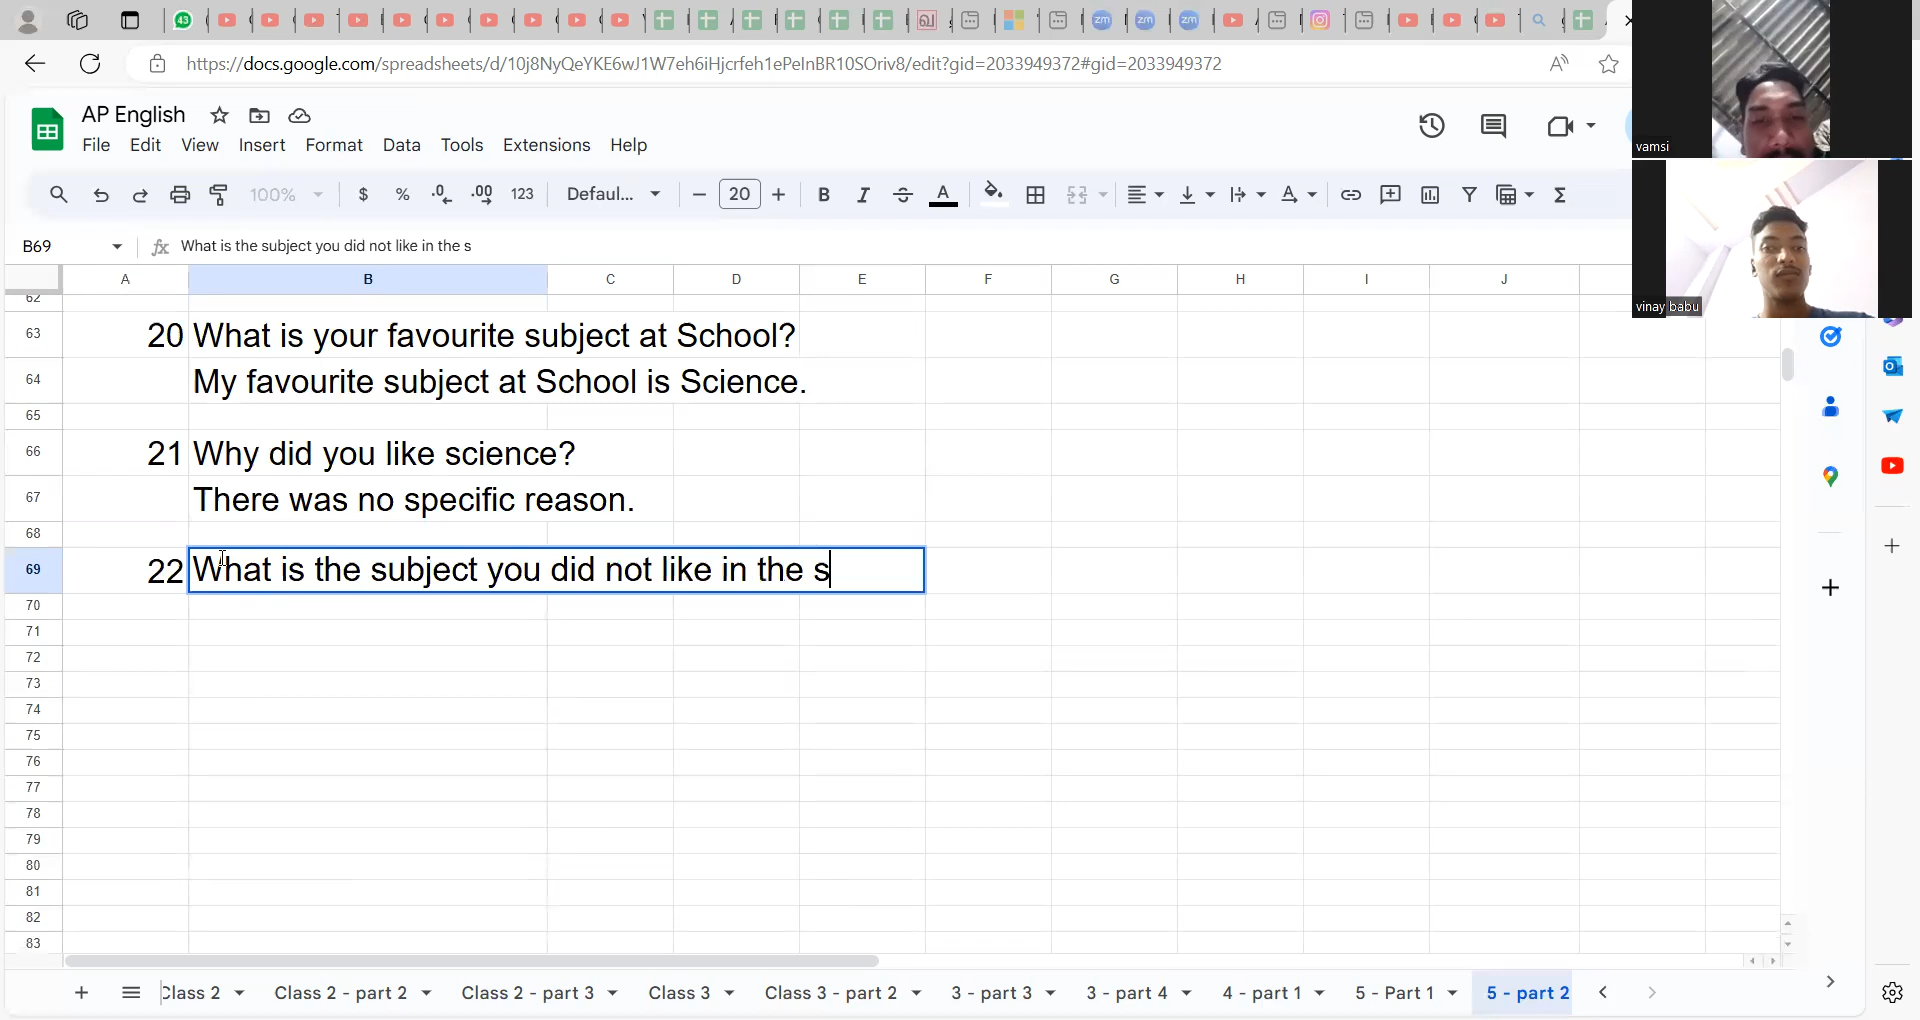 43
https://docs.google.com/spreadsheets/d/10j8NyQeYKE6wJ1W7eh6iHjcrfeh1ePeInBR10SOriv8/edit?gid=2033949372#gid=2033949372
vamsi
vinay babu
AP English
File Edit View Insert Format Data Tools Extensions Help
100% $ % .0 .00 123 Defaul... 20 B I A
B69 fx What is the subject you did not like in the s
A B C D E F G H I J
62
63 20 What is your favourite subject at School?
64 My favourite subject at School is Science.
65
66 21 Why did you like science?
67 There was no specific reason.
68
69 22 What is the subject you did not like in the s
70
71
72
73
74
75
76
77
78
79
80
81
82
83
Class 2 Class 2 - part 2 Class 2 - part 3 Class 3 Class 3 - part 2 3 - part 3 3 - part 4 4 - part 1 5 - Part 1 5 - part 2